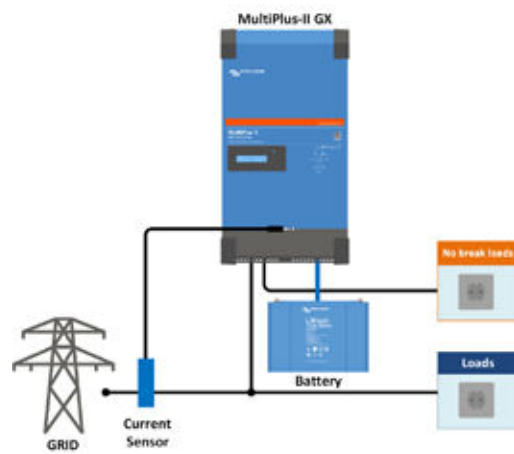 MultiPlus-II GX
No break loads
Loads
Battery
Current
Sensor
GRID